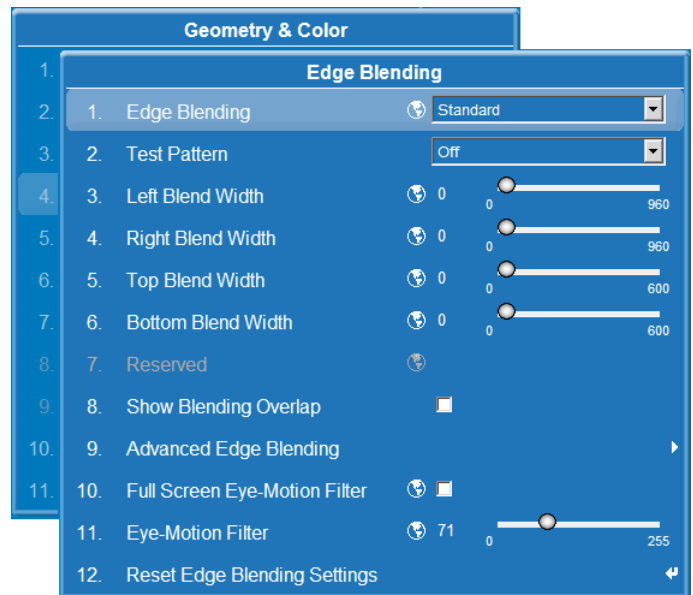 Geometry & Color
Edge Blending
1.
2.
3.
4.
5.
6.
7.
8.
9.
10.
11.
1. Edge Blending Standard
2. Test Pattern Off
3. Left Blend Width 0 0 960
4. Right Blend Width 0 0 960
5. Top Blend Width 0 0 600
6. Bottom Blend Width 0 0 600
7. Reserved
8. Show Blending Overlap
9. Advanced Edge Blending
10. Full Screen Eye-Motion Filter
11. Eye-Motion Filter 71 0 255
12. Reset Edge Blending Settings